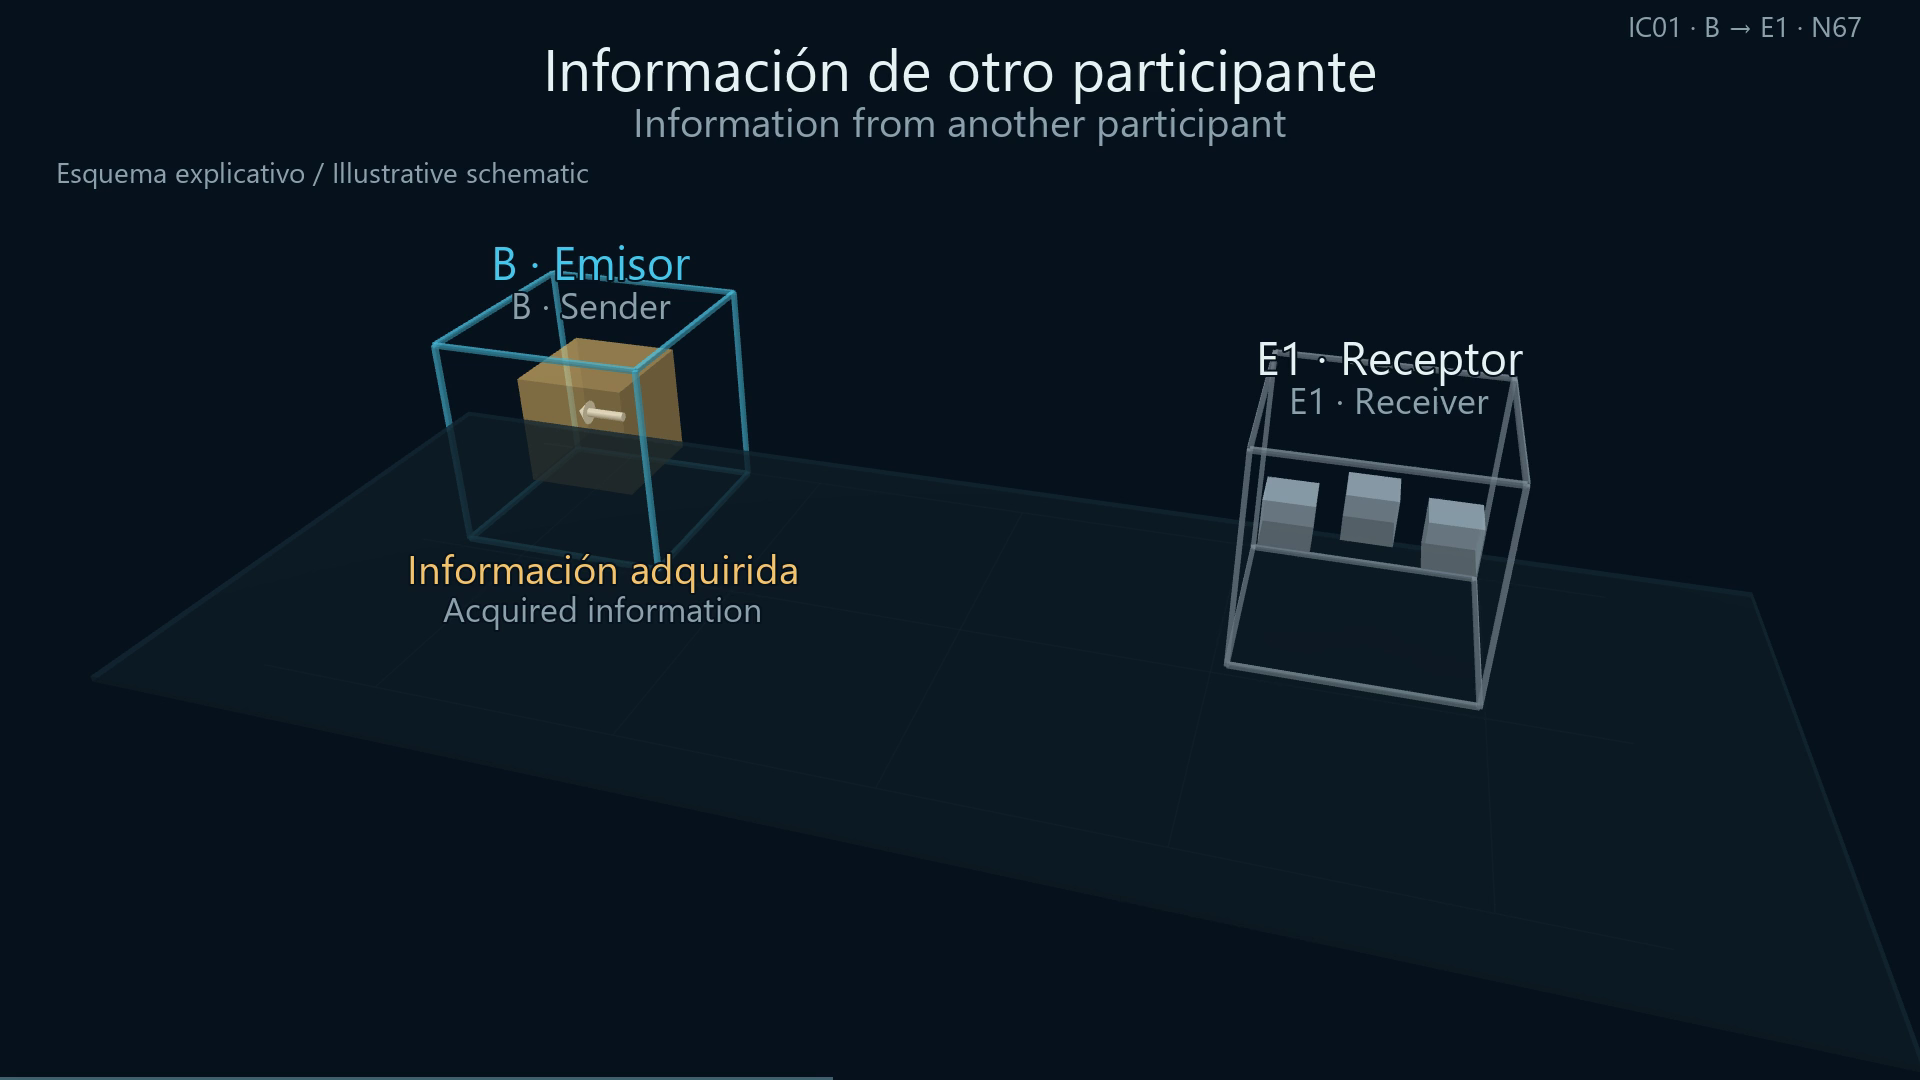 IC01 · B → E1 · N67
Información de otro participante
Information from another participant
Esquema explicativo / Illustrative schematic
B · Emisor
B · Sender
E1 · Receptor
E1 · Receiver
Información adquirida
Acquired information